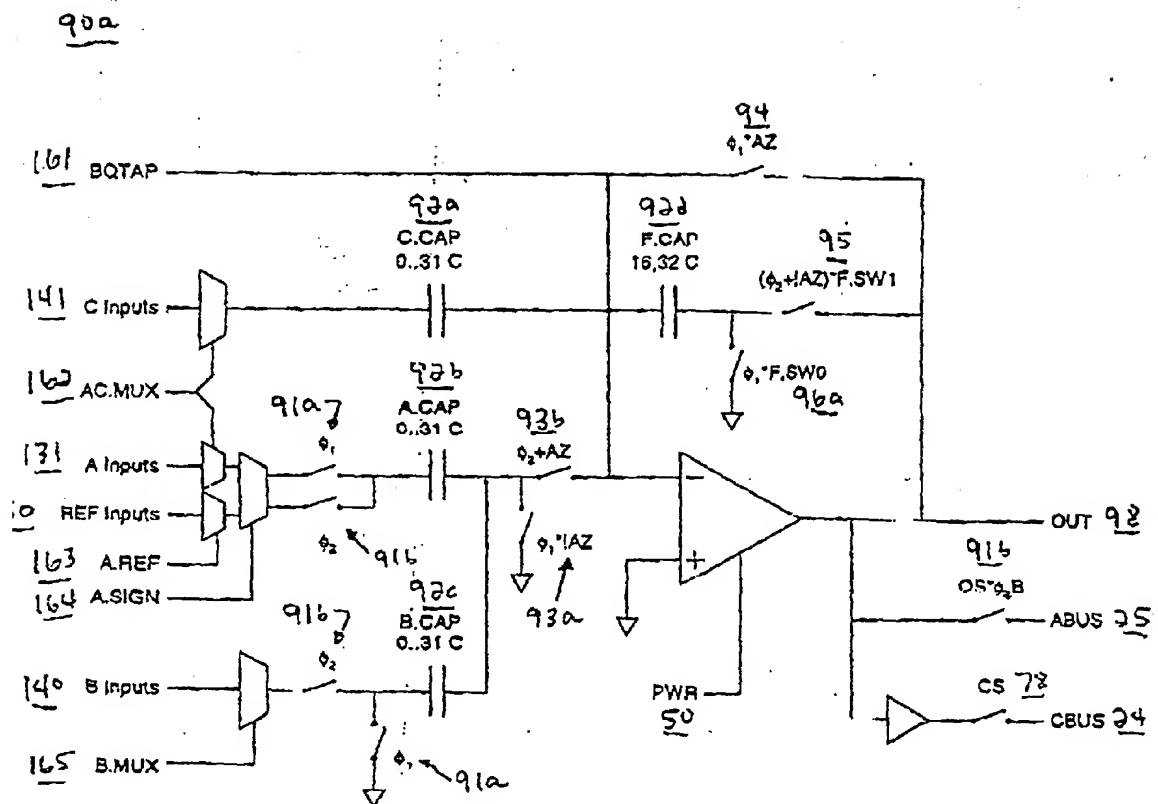 90a
94
φ₁*AZ
161 BQTAP
92a
C.CAP
0..31 C
92d
F.CAP
16,32 C
95
(φ₂+!AZ)*F.SW1
141 C Inputs
φ₁*F.SW0
96a
162 AC.MUX
92b
A.CAP
0..31 C
91a
φ₁
93b
φ₂+AZ
131 A Inputs
REF Inputs
φ₂
91b
φ₁*!AZ
93a
−
+
OUT 98
163 A.REF
164 A.SIGN
91b
OS*φ₂B
ABUS 25
92c
B.CAP
0..31 C
91b
φ₂
140 B Inputs
PWR
50
CS 78
CBUS 24
165 B.MUX
φ₁
91a